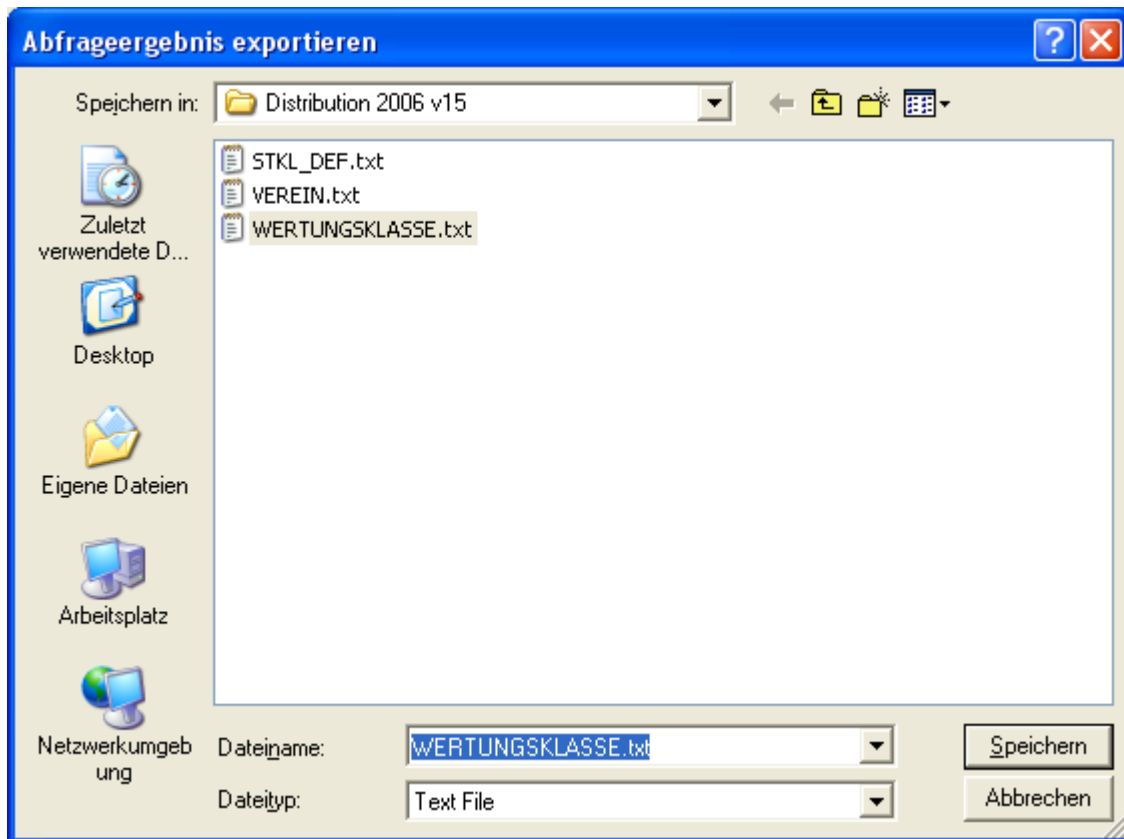 Abfrageergebnis exportieren
Speichern in:
Distribution 2006 v15
STKL_DEF.txt
VEREIN.txt
WERTUNGSKLASSE.txt
Zuletzt
verwendete D...
Desktop
Eigene Dateien
Arbeitsplatz
Netzwerkumgeb
ung
Dateiname:
WERTUNGSKLASSE.txt
Speichern
Dateityp:
Text File
Abbrechen